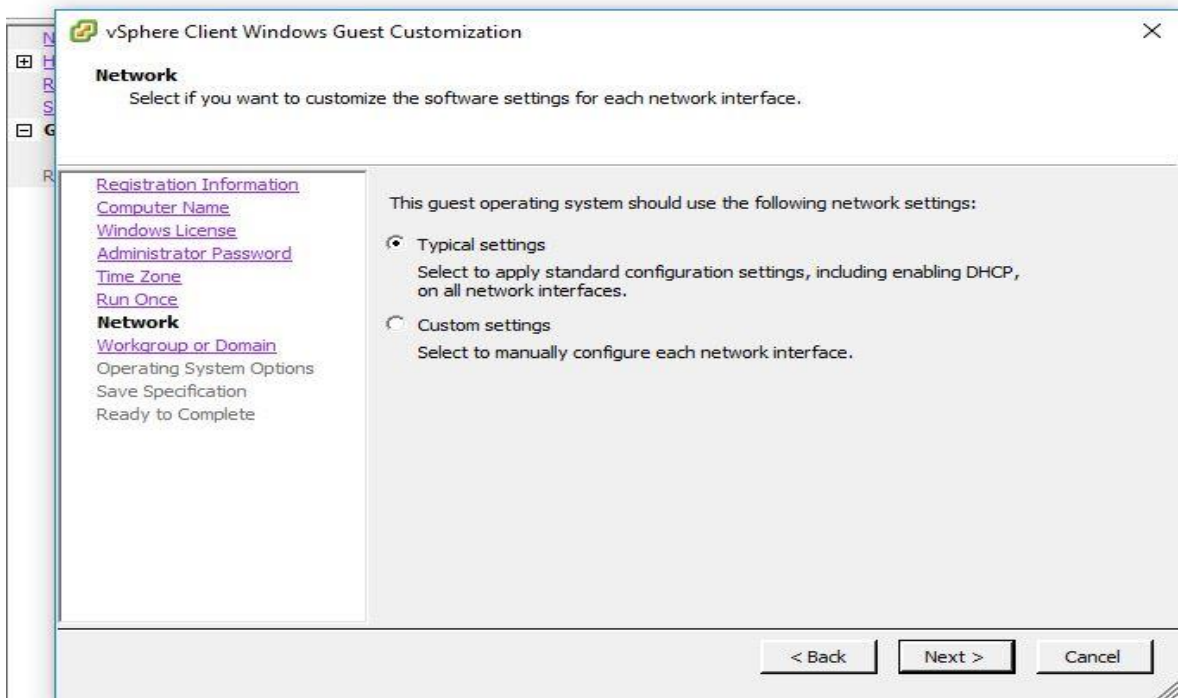 vSphere Client Windows Guest Customization
Network
Select if you want to customize the software settings for each network interface.
Registration Information
Computer Name
Windows License
Administrator Password
Time Zone
Run Once
Network
Workgroup or Domain
Operating System Options
Save Specification
Ready to Complete
This guest operating system should use the following network settings:
Typical settings
Select to apply standard configuration settings, including enabling DHCP,
on all network interfaces.
Custom settings
Select to manually configure each network interface.
< Back
Next >
Cancel